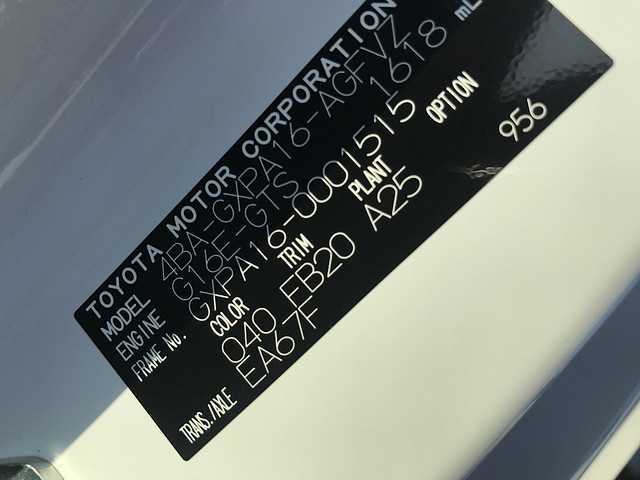 TOYOTA MOTOR CORPORATION
MODEL 4BA-GXPA16-AGFVZ
ENGINE G16E-GTS 1618 mL
FRAME No. GXPA16-0001515
COLOR TRIM PLANT OPTION
040 FB20 A25 956
TRANS./AXLE EA67F